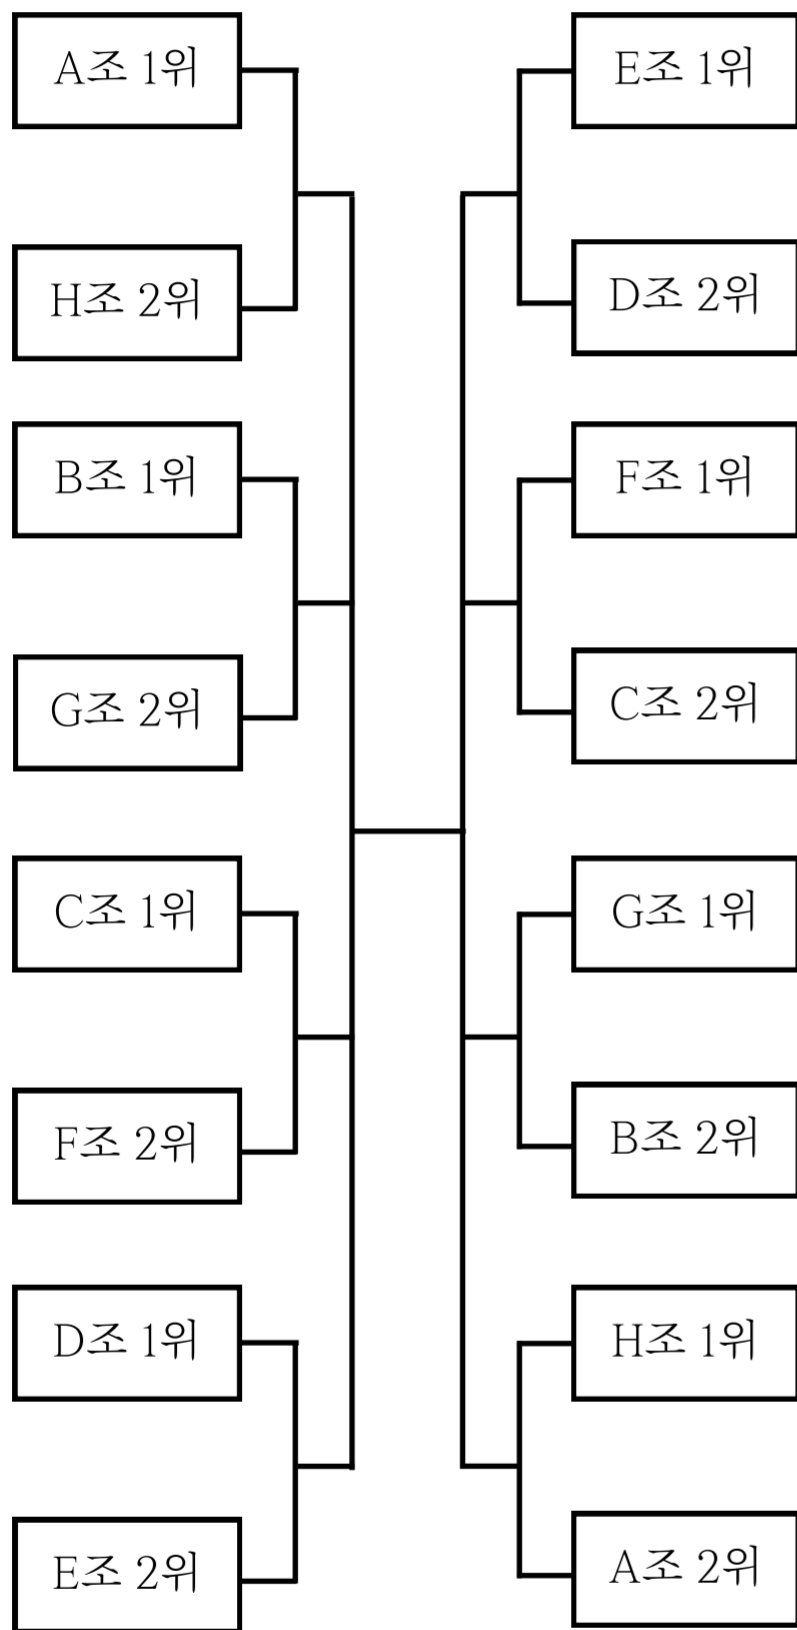 A조 1위
H조 2위
B조 1위
G조 2위
C조 1위
F조 2위
D조 1위
E조 2위
E조 1위
D조 2위
F조 1위
C조 2위
G조 1위
B조 2위
H조 1위
A조 2위